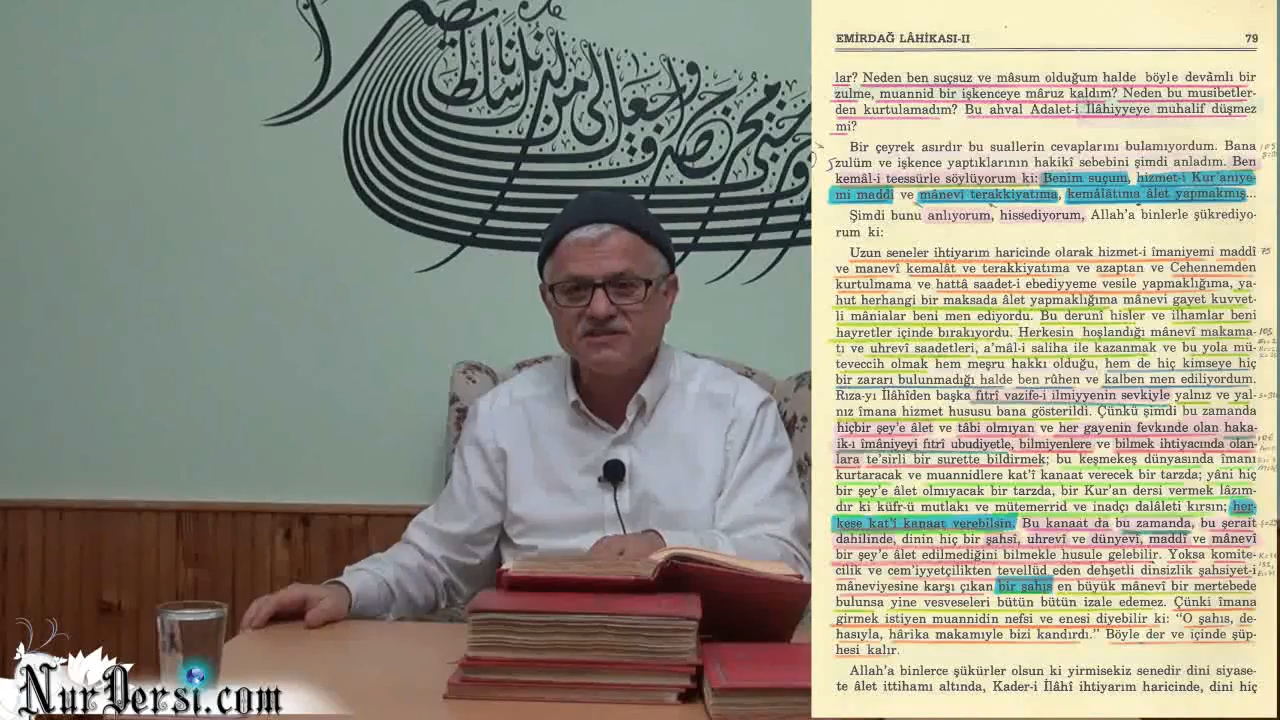 EMİRDAĞ LÂHİKASI-II 79
lar? Neden ben suçsuz ve mâsum olduğum halde böyle devâmlı bir
zulme, muannid bir işkenceye mâruz kaldım? Neden bu musibetler-
den kurtulamadım? Bu ahval Adalet-i İlâhiyyeye muhalif düşmez
mi?
Bir çeyrek asırdır bu suallerin cevaplarını bulamıyordum. Bana
zulüm ve işkence yaptıklarının hakikî sebebini şimdi anladım. Ben
kemâl-i teessürle söylüyorum ki: Benim suçum, hizmet-i Kur'aniye-
mi maddî ve mânevî terakkiyatıma, kemâlâtıma âlet yapmakmış...
Şimdi bunu anlıyorum, hissediyorum, Allah'a binlerle şükrediyo-
rum ki:
Uzun seneler ihtiyarım haricinde olarak hizmet-i îmaniyemi maddî
ve manevî kemalât ve terakkiyatıma ve azaptan ve Cehennemden
kurtulmama ve hattâ saadet-i ebediyyeme vesile yapmaklığıma, ya-
hut herhangi bir maksada âlet yapmaklığıma mânevi gayet kuvvet-
li mânialar beni men ediyordu. Bu derunî hisler ve ilhamlar beni
hayretler içinde bırakıyordu. Herkesin hoşlandığı mânevî makama-
tı ve uhrevî saadetleri, a'mâl-i saliha ile kazanmak ve bu yola mü-
teveccih olmak hem meşru hakkı olduğu, hem de hiç kimseye hiç
bir zararı bulunmadığı halde ben rûhen ve kalben men ediliyordum.
Rıza-yı İlâhîden başka fıtrî vazife-i ilmiyyenin sevkiyle yalnız ve yal-
nız îmana hizmet hususu bana gösterildi. Çünkü şimdi bu zamanda
hiçbir şey'e âlet ve tâbi olmıyan ve her gayenin fevkınde olan haka-
ik-ı îmâniyeyi fıtrî ubudiyetle, bilmiyenlere ve bilmek ihtiyacında olan-
lara te'sirli bir surette bildirmek; bu keşmekeş dünyasında îmanı
kurtaracak ve muannidlere kat'î kanaat verecek bir tarzda; yâni hiç
bir şey'e âlet olmıyacak bir tarzda, bir Kur'an dersi vermek lâzım-
dır ki küfr-ü mutlakı ve mütemerrid ve inadçı dalâleti kırsın; her-
kese kat'î kanaat verebilsin. Bu kanaat da bu zamanda, bu şerait
dahilinde, dinin hiç bir şahsî, uhrevî ve dünyevî, maddî ve mânevî
bir şey'e âlet edilmediğini bilmekle husule gelebilir. Yoksa komite-
cilik ve cem'iyyetçilikten tevellüd eden dehşetli dinsizlik şahsiyet-i
mâneviyesine karşı çıkan bir şahıs en büyük mânevî bir mertebede
bulunsa yine vesveseleri bütün bütün izale edemez. Çünki îmana
girmek istiyen muannidin nefsi ve enesi diyebilir ki: "O şahıs, de-
hasıyla, hârika makamıyle bizi kandırdı." Böyle der ve içinde şüp-
hesi kalır.
Allah'a binlerce şükürler olsun ki yirmisekiz senedir dini siyase-
te âlet ittihamı altında, Kader-i İlâhî ihtiyarım haricinde, dinî hiç
NurDersi.com